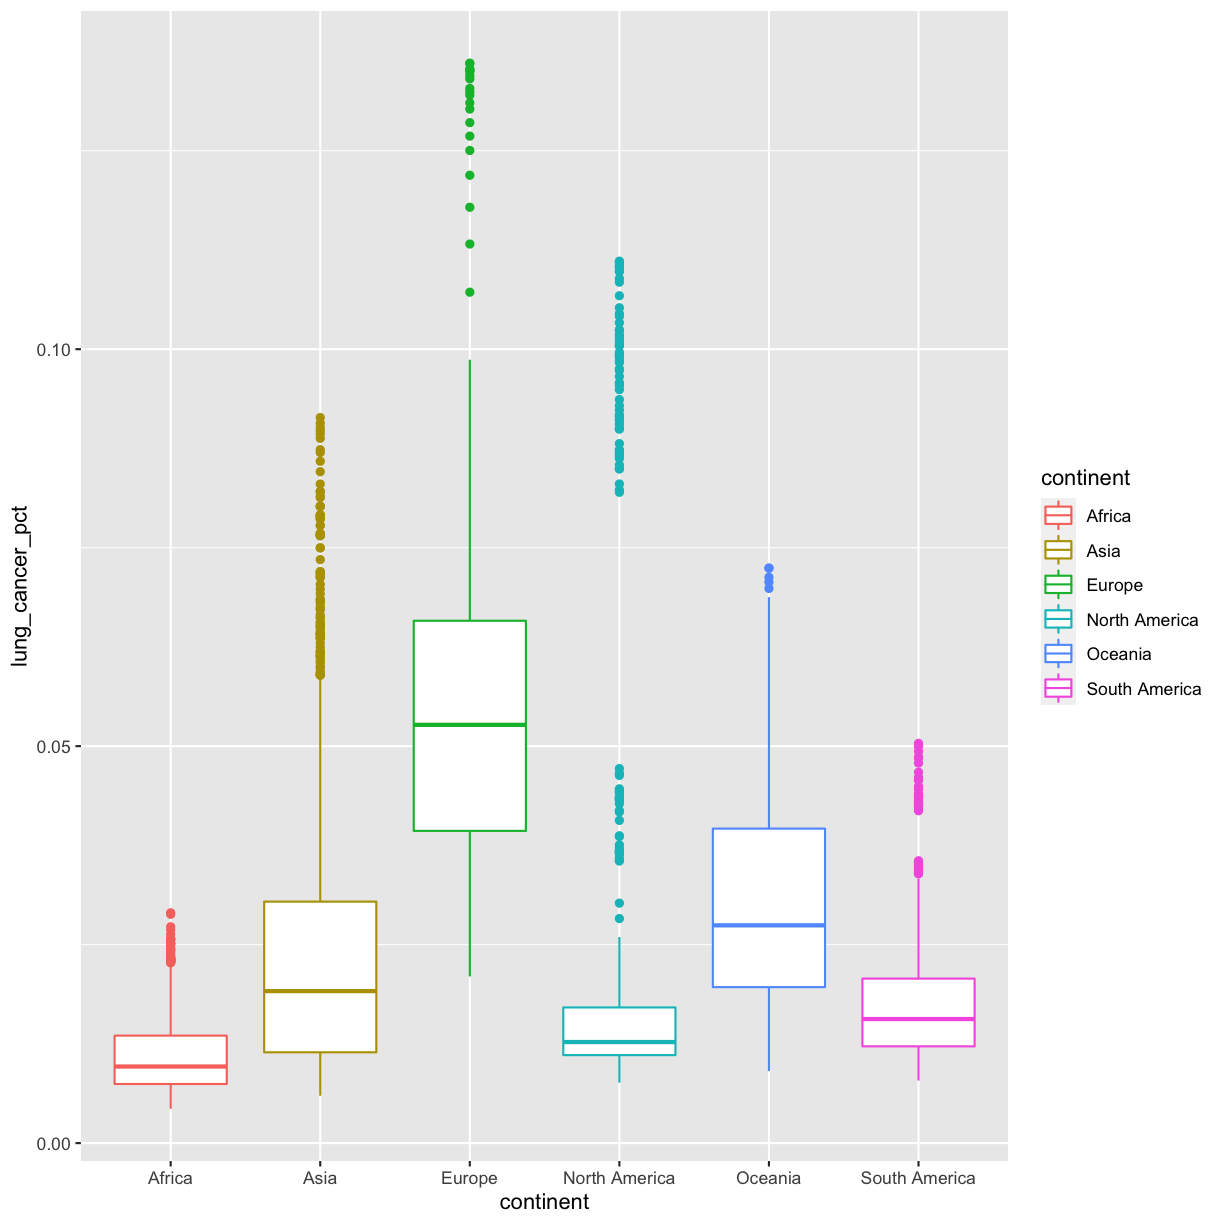 lung_cancer_pct
0.10
0.05
0.00
Africa
Asia
Europe
North America
Oceania
South America
continent
continent
Africa
Asia
Europe
North America
Oceania
South America